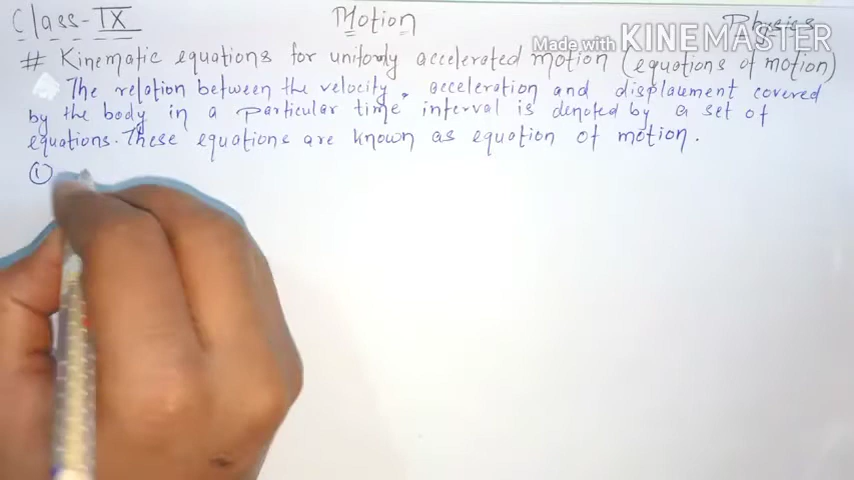 Class-IX Motion Physics
Made with KINEMASTER
# Kinematic equations for uniformly accelerated motion (equations of motion)
The relation between the velocity, acceleration and displacement covered
by the body in a particular time interval is denoted by a set of
equations. These equations are known as equation of motion.
①